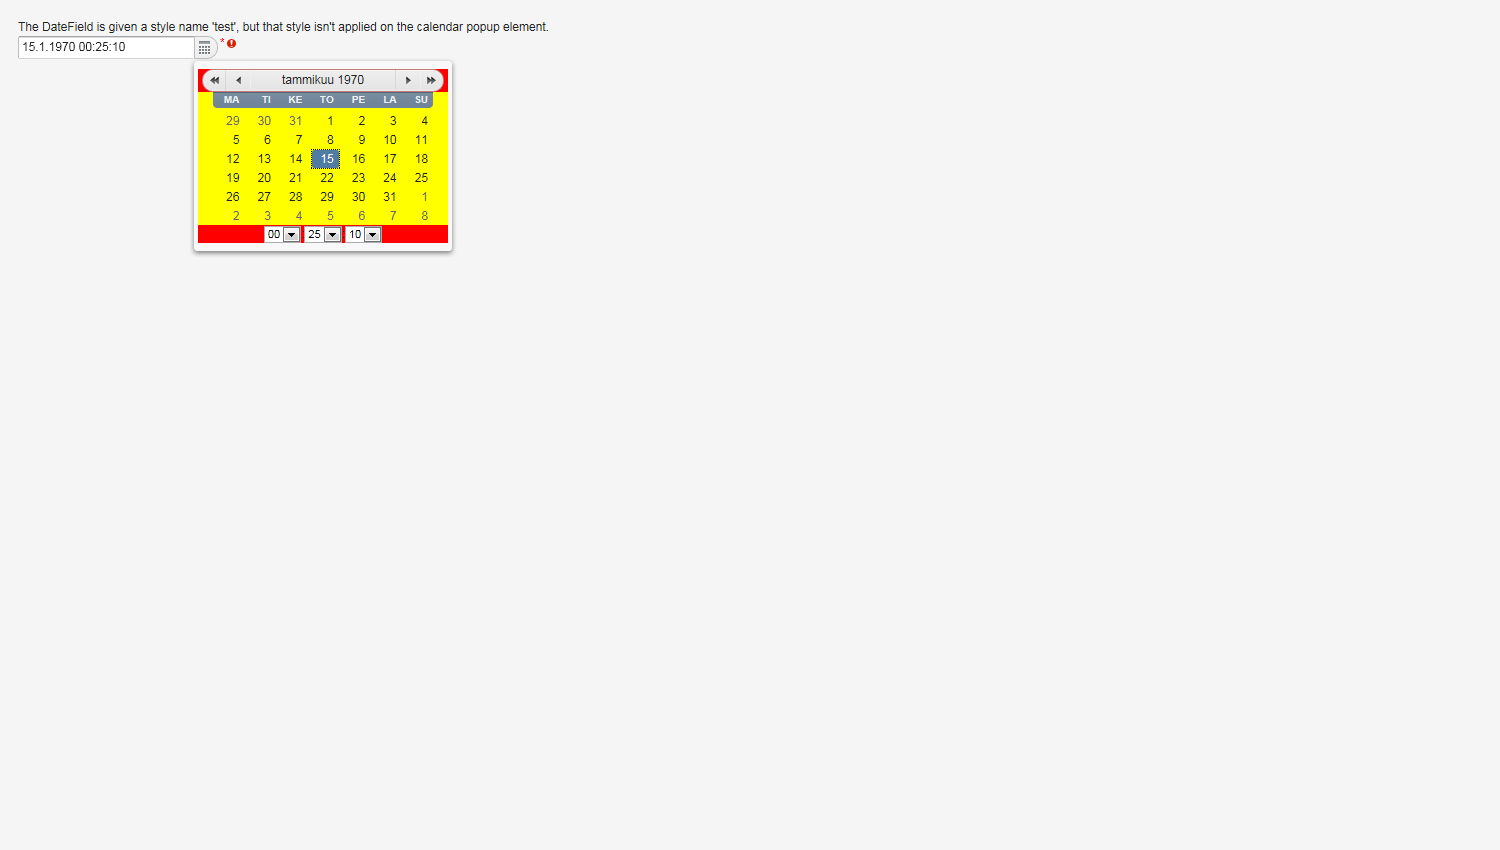 The DateField is given a style name 'test', but that style isn't applied on the calendar popup element.
15.1.1970 00:25:10 *
tammikuu 1970
MA TI KE TO PE LA SU
29 30 31 1 2 3 4
5 6 7 8 9 10 11
12 13 14 15 16 17 18
19 20 21 22 23 24 25
26 27 28 29 30 31 1
2 3 4 5 6 7 8
00 25 10